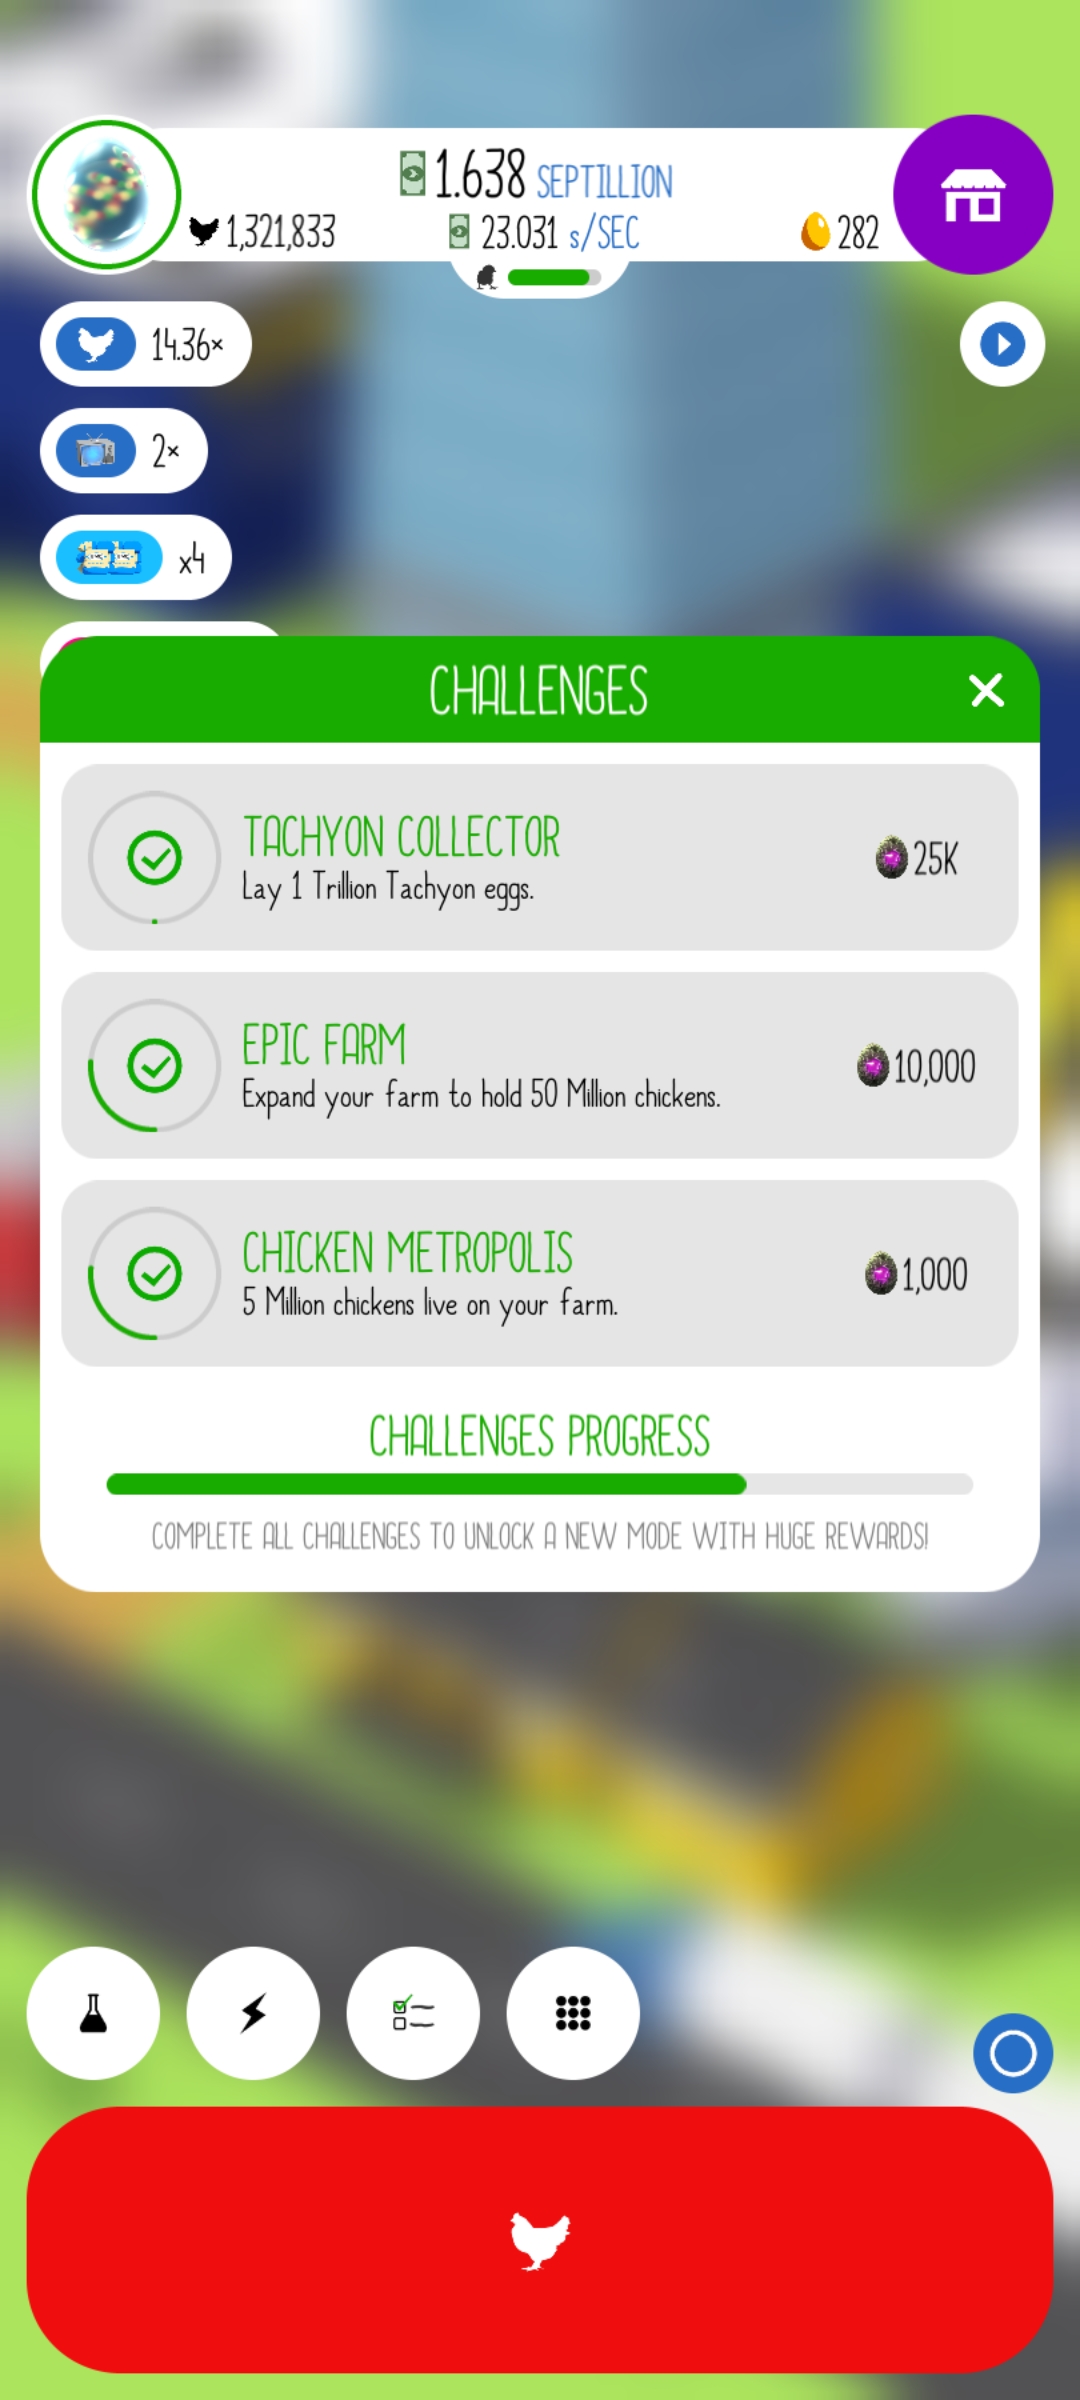 1.638 SEPTILLION
1,321,833
23.031 s/SEC
282
14.36×
2×
x4
CHALLENGES
TACHYON COLLECTOR
Lay 1 Trillion Tachyon eggs.
25K
EPIC FARM
Expand your farm to hold 50 Million chickens.
10,000
CHICKEN METROPOLIS
5 Million chickens live on your farm.
1,000
CHALLENGES PROGRESS
COMPLETE ALL CHALLENGES TO UNLOCK A NEW MODE WITH HUGE REWARDS!